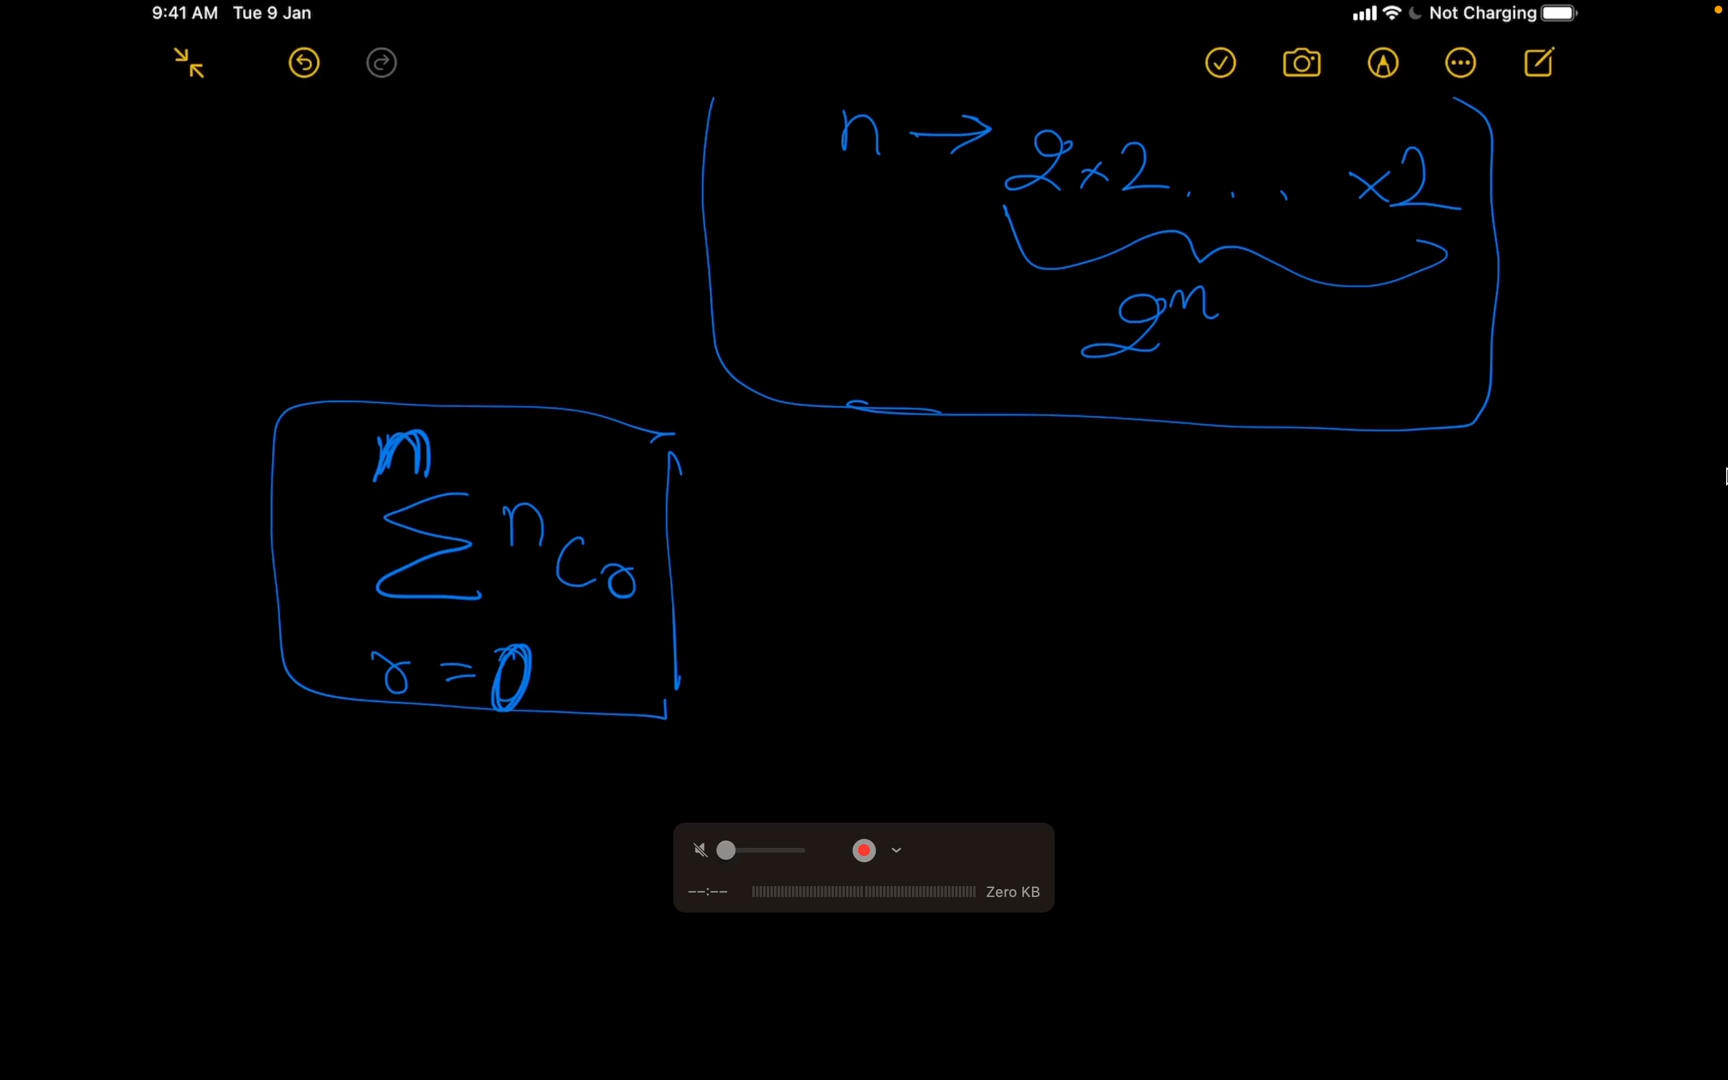 9:41 AM Tue 9 Jan
Not Charging
n → 2 × 2 . . . × 2
2ⁿ
n
∑ ⁿCᵣ
r = 0
--:--
Zero KB